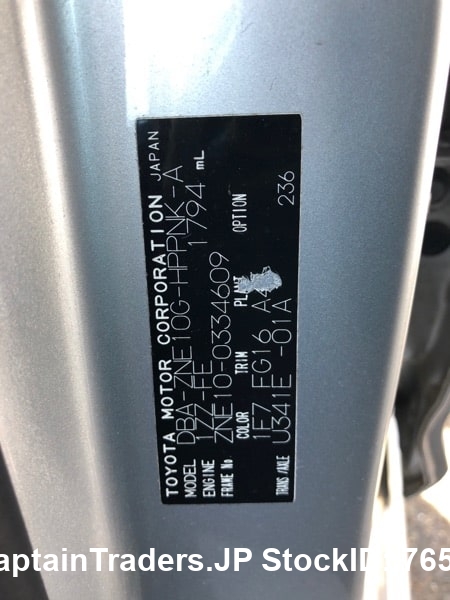 TOYOTA MOTOR CORPORATION JAPAN
MODEL DBA-ZNE10G-HPPNK-A
ENGINE 1ZZ-FE 1794 mL
FRAME No. ZNE10-0334609
COLOR TRIM PLANT OPTION
1F7 FG16 236
TRANS/AXLE U341E -01A
aptainTraders.JP StockID
765